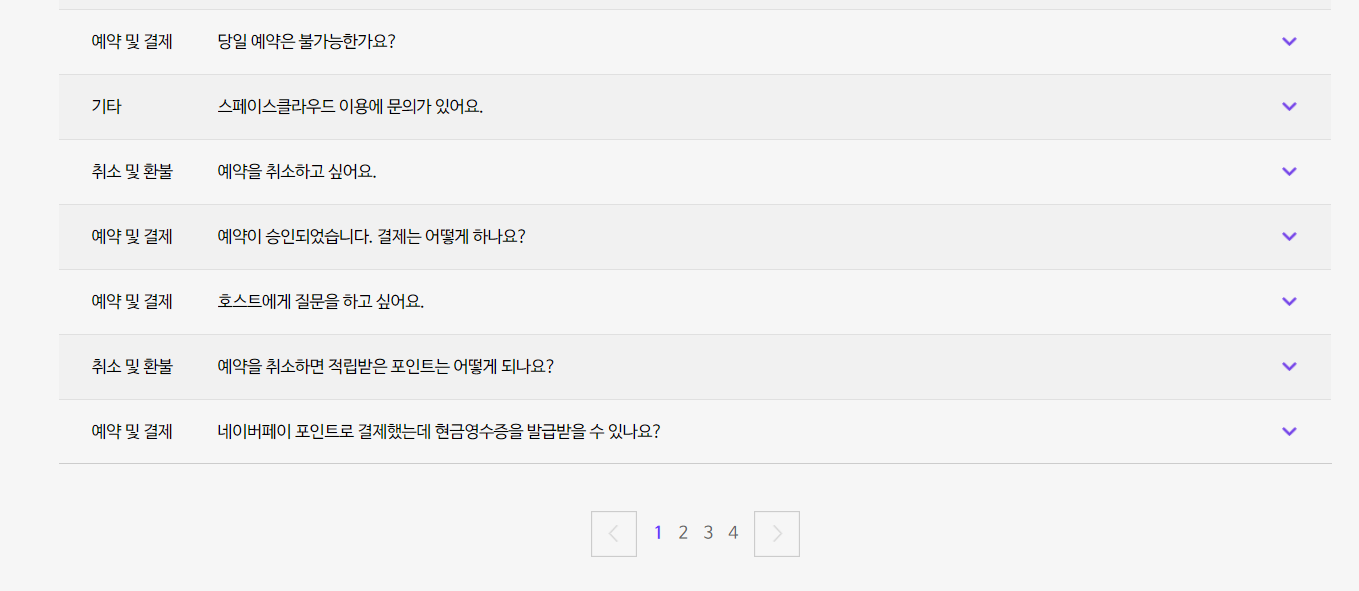 예약 및 결제 당일 예약은 불가능한가요?
기타 스페이스클라우드 이용에 문의가 있어요.
취소 및 환불 예약을 취소하고 싶어요.
예약 및 결제 예약이 승인되었습니다. 결제는 어떻게 하나요?
예약 및 결제 호스트에게 질문을 하고 싶어요.
취소 및 환불 예약을 취소하면 적립받은 포인트는 어떻게 되나요?
예약 및 결제 네이버페이 포인트로 결제했는데 현금영수증을 발급받을 수 있나요?
1 2 3 4